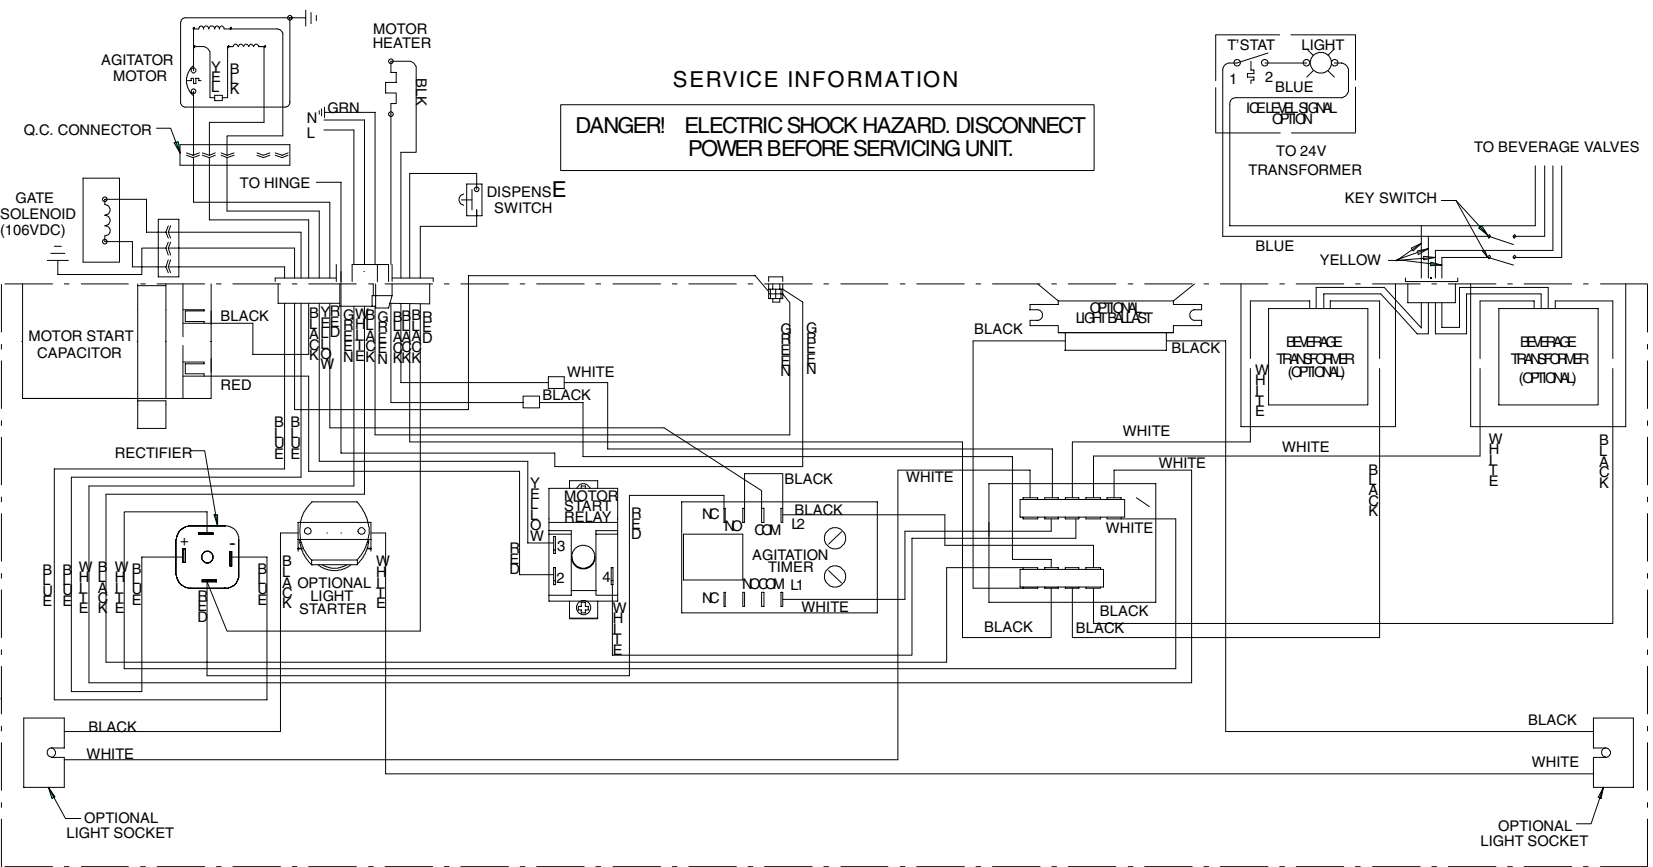 SERVICE INFORMATION
DANGER! ELECTRIC SHOCK HAZARD. DISCONNECT
POWER BEFORE SERVICING UNIT.
AGITATOR
MOTOR
YEL
BK
MOTOR
HEATER
BLK
GRN
N
L
Q.C. CONNECTOR
TO HINGE
DISPENSE
SWITCH
GATE
SOLENOID
(106VDC)
T'STAT
LIGHT
1
2
BLUE
ICE LEVEL SIGNAL
OPTION
TO 24V
TRANSFORMER
TO BEVERAGE VALVES
KEY SWITCH
BLUE
YELLOW
MOTOR START
CAPACITOR
BLACK
RED
BLACK
YELLOW
RED
GREEN
WHITE
BLACK
GREEN
BLACK
BLACK
BLACK
RED
GREEN
GREEN
WHITE
BLACK
BLUE
BLUE
OPTIONAL
LIGHT BALLAST
BLACK
BLACK
BEVERAGE
TRANSFORMER
(OPTIONAL)
BEVERAGE
TRANSFORMER
(OPTIONAL)
WHITE
WHITE
WHITE
WHITE
WHITE
WHITE
BLACK
BLACK
RECTIFIER
+
-
BLUE
BLUE
WHITE
BLACK
WHITE
BLUE
RED
BLUE
BLACK
OPTIONAL
LIGHT
STARTER
WHITE
YELLOW
RED
MOTOR
START
RELAY
3
2
4
WHITE
RED
BLACK
NC
NO
COM
L2
BLACK
AGITATION
TIMER
NC
NO COM
L1
WHITE
WHITE
BLACK
BLACK
BLACK
BLACK
WHITE
OPTIONAL
LIGHT SOCKET
BLACK
WHITE
OPTIONAL
LIGHT SOCKET